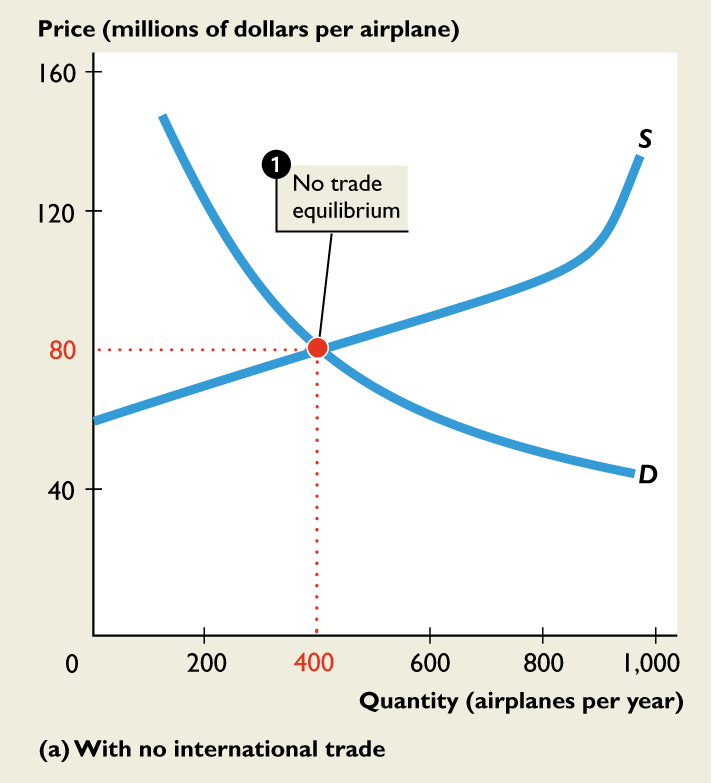 Price (millions of dollars per airplane)
160
1
No trade
equilibrium
S
120
80
40
D
0 200 400 600 800 1,000
Quantity (airplanes per year)
(a) With no international trade